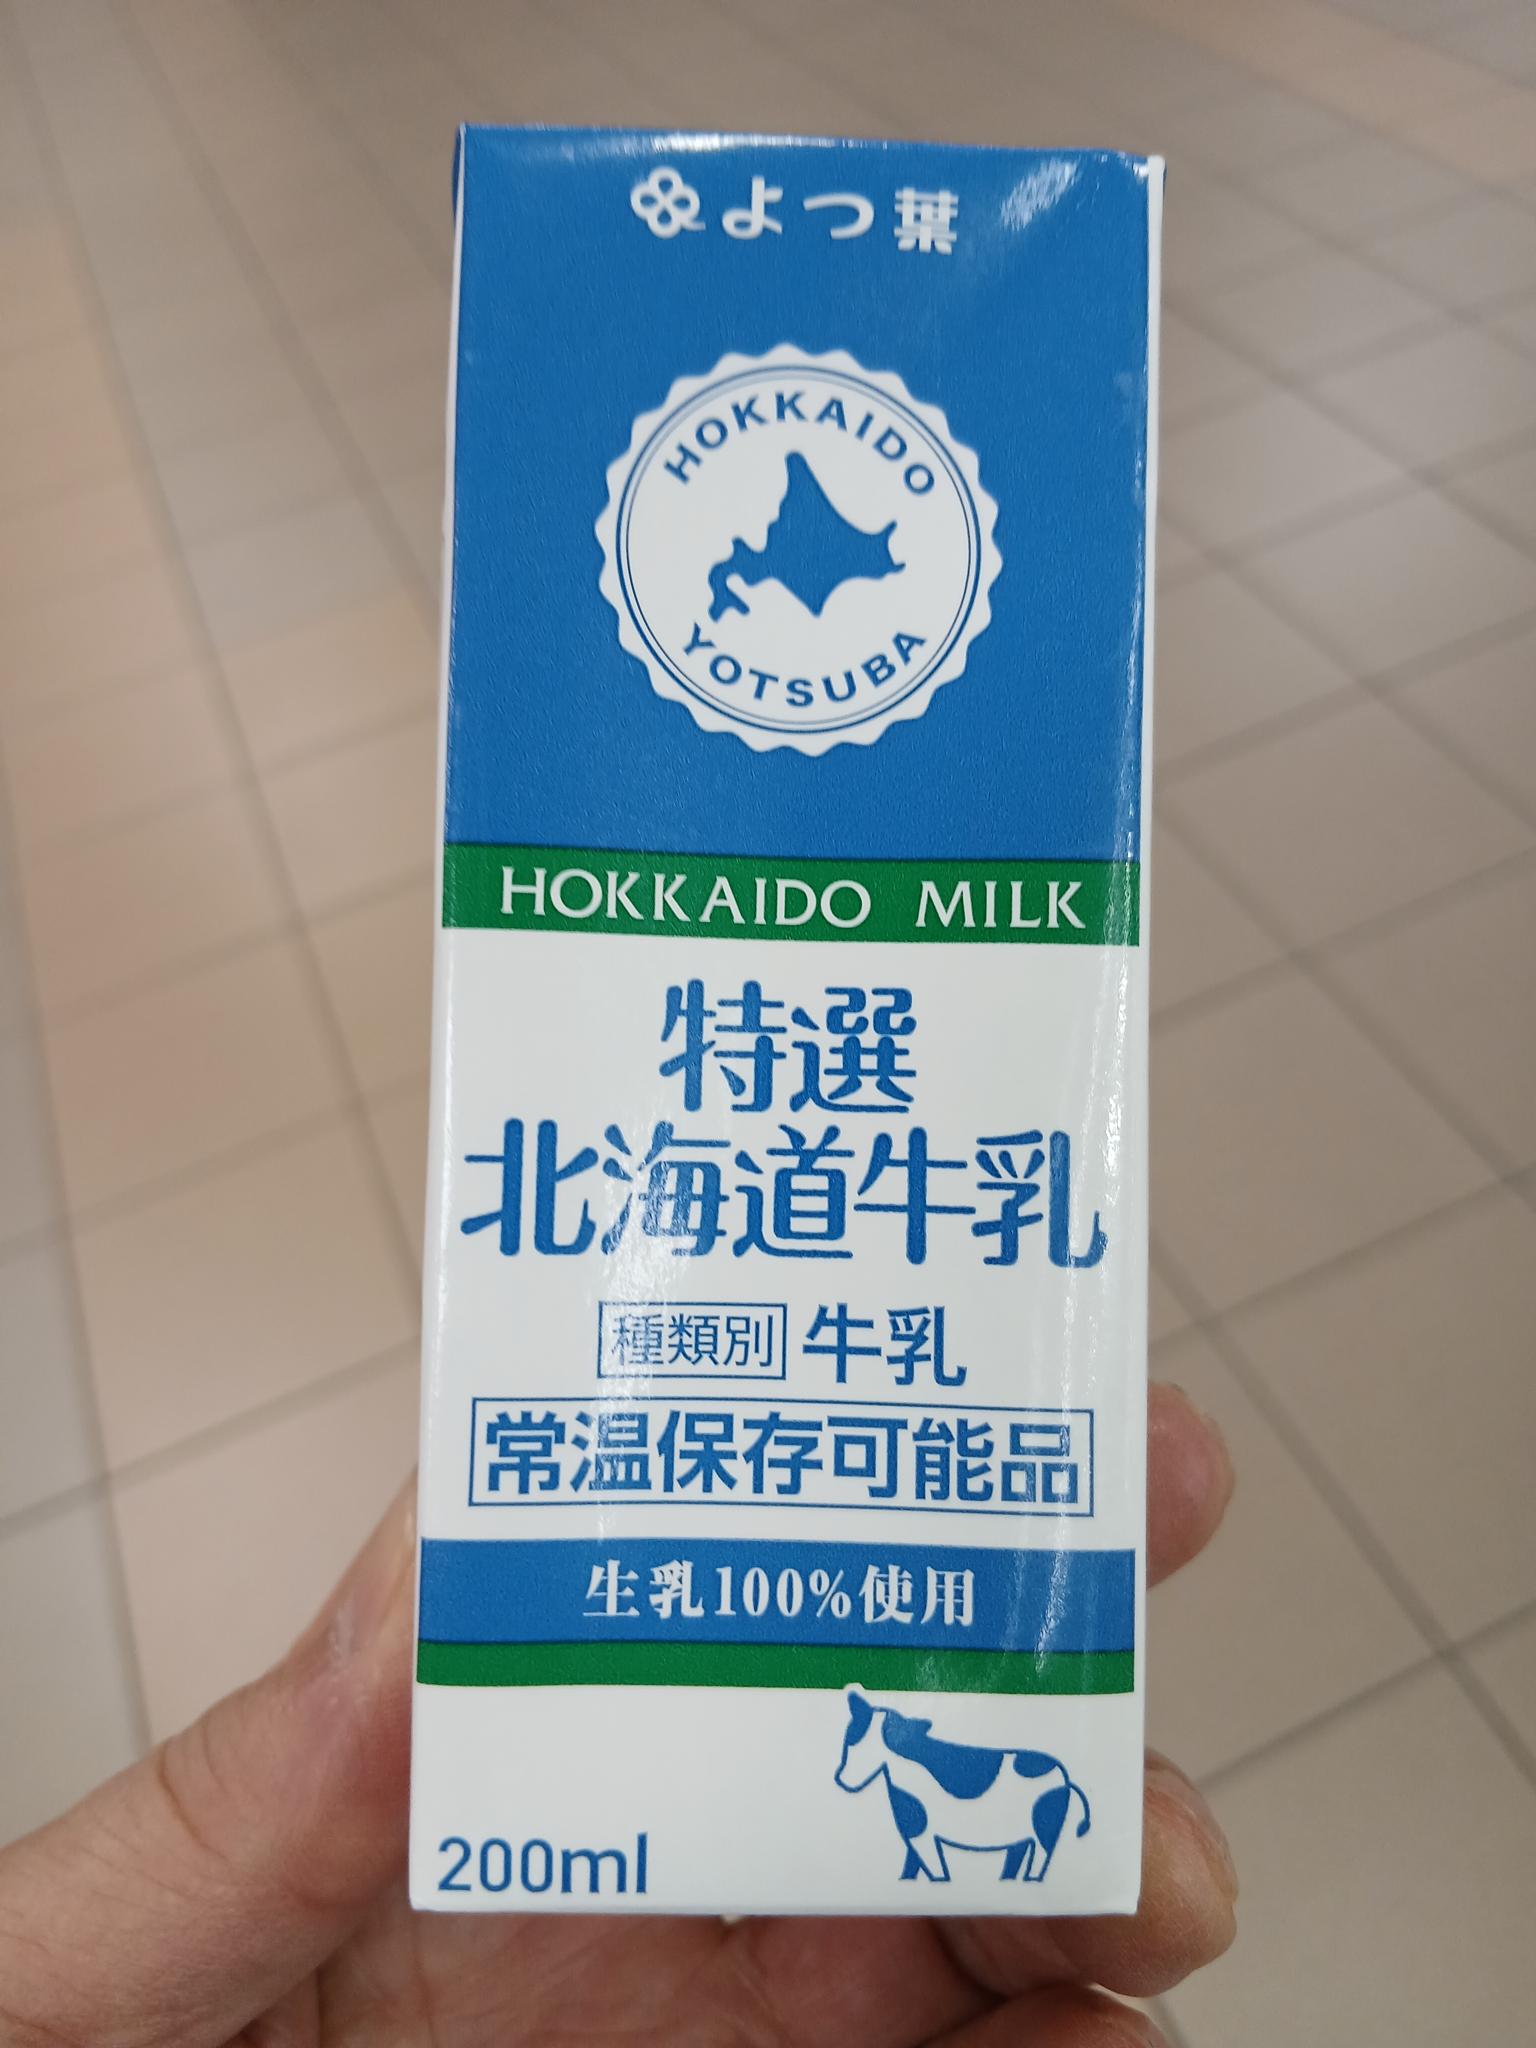 よつ葉
HOKKAIDO
YOTSUBA
HOKKAIDO MILK
特選
北海道牛乳
種類別 牛乳
常温保存可能品
生乳100%使用
200ml